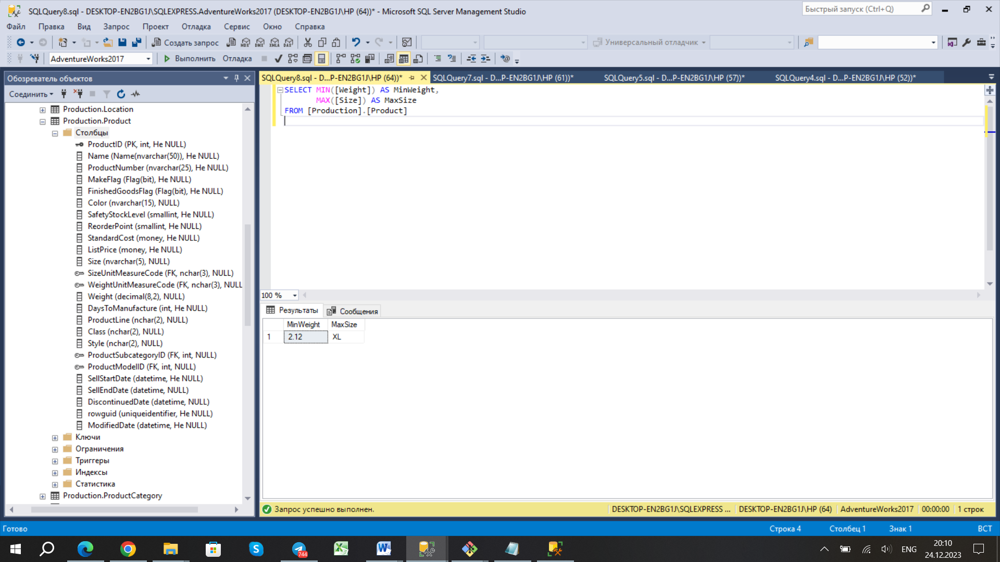 SQLQuery8.sql - DESKTOP-EN2BG1J\SQLEXPRESS.AdventureWorks2017 (DESKTOP-EN2BG1J\HP (64))* - Microsoft SQL Server Management Studio
Быстрый запуск (Ctrl+Q)
Файл Правка Вид Запрос Проект Отладка Сервис Окно Справка
Создать запрос MDX DMX XMLA DAX Универсальный отладчик
AdventureWorks2017 Выполнить Отладка
Обозреватель объектов
Соединить
Production.Location
Production.Product
Столбцы
ProductID (PK, int, Не NULL)
Name (Name(nvarchar(50)), Не NULL)
ProductNumber (nvarchar(25), Не NULL)
MakeFlag (Flag(bit), Не NULL)
FinishedGoodsFlag (Flag(bit), Не NULL)
Color (nvarchar(15), NULL)
SafetyStockLevel (smallint, Не NULL)
ReorderPoint (smallint, Не NULL)
StandardCost (money, Не NULL)
ListPrice (money, Не NULL)
Size (nvarchar(5), NULL)
SizeUnitMeasureCode (FK, nchar(3), NULL)
WeightUnitMeasureCode (FK, nchar(3), NULL
Weight (decimal(8,2), NULL)
DaysToManufacture (int, Не NULL)
ProductLine (nchar(2), NULL)
Class (nchar(2), NULL)
Style (nchar(2), NULL)
ProductSubcategoryID (FK, int, NULL)
ProductModelID (FK, int, NULL)
SellStartDate (datetime, Не NULL)
SellEndDate (datetime, NULL)
DiscontinuedDate (datetime, NULL)
rowguid (uniqueidentifier, Не NULL)
ModifiedDate (datetime, Не NULL)
Ключи
Ограничения
Триггеры
Индексы
Статистика
Production.ProductCategory
SQLQuery8.sql - D...P-EN2BG1J\HP (64))* SQLQuery7.sql - D...P-EN2BG1J\HP (61))* SQLQuery5.sql - D...P-EN2BG1J\HP (57))* SQLQuery4.sql - D...P-EN2BG1J\HP (52))*
SELECT MIN([Weight]) AS MinWeight,
MAX([Size]) AS MaxSize
FROM [Production].[Product]
100 %
Результаты Сообщения
MinWeight MaxSize
1 2.12 XL
Запрос успешно выполнен. DESKTOP-EN2BG1J\SQLEXPRESS ... DESKTOP-EN2BG1J\HP (64) AdventureWorks2017 00:00:00 1 строк
Готово Строка 4 Столбец 1 Знак 1 ВСТ
744 ENG 20:10
24.12.2023